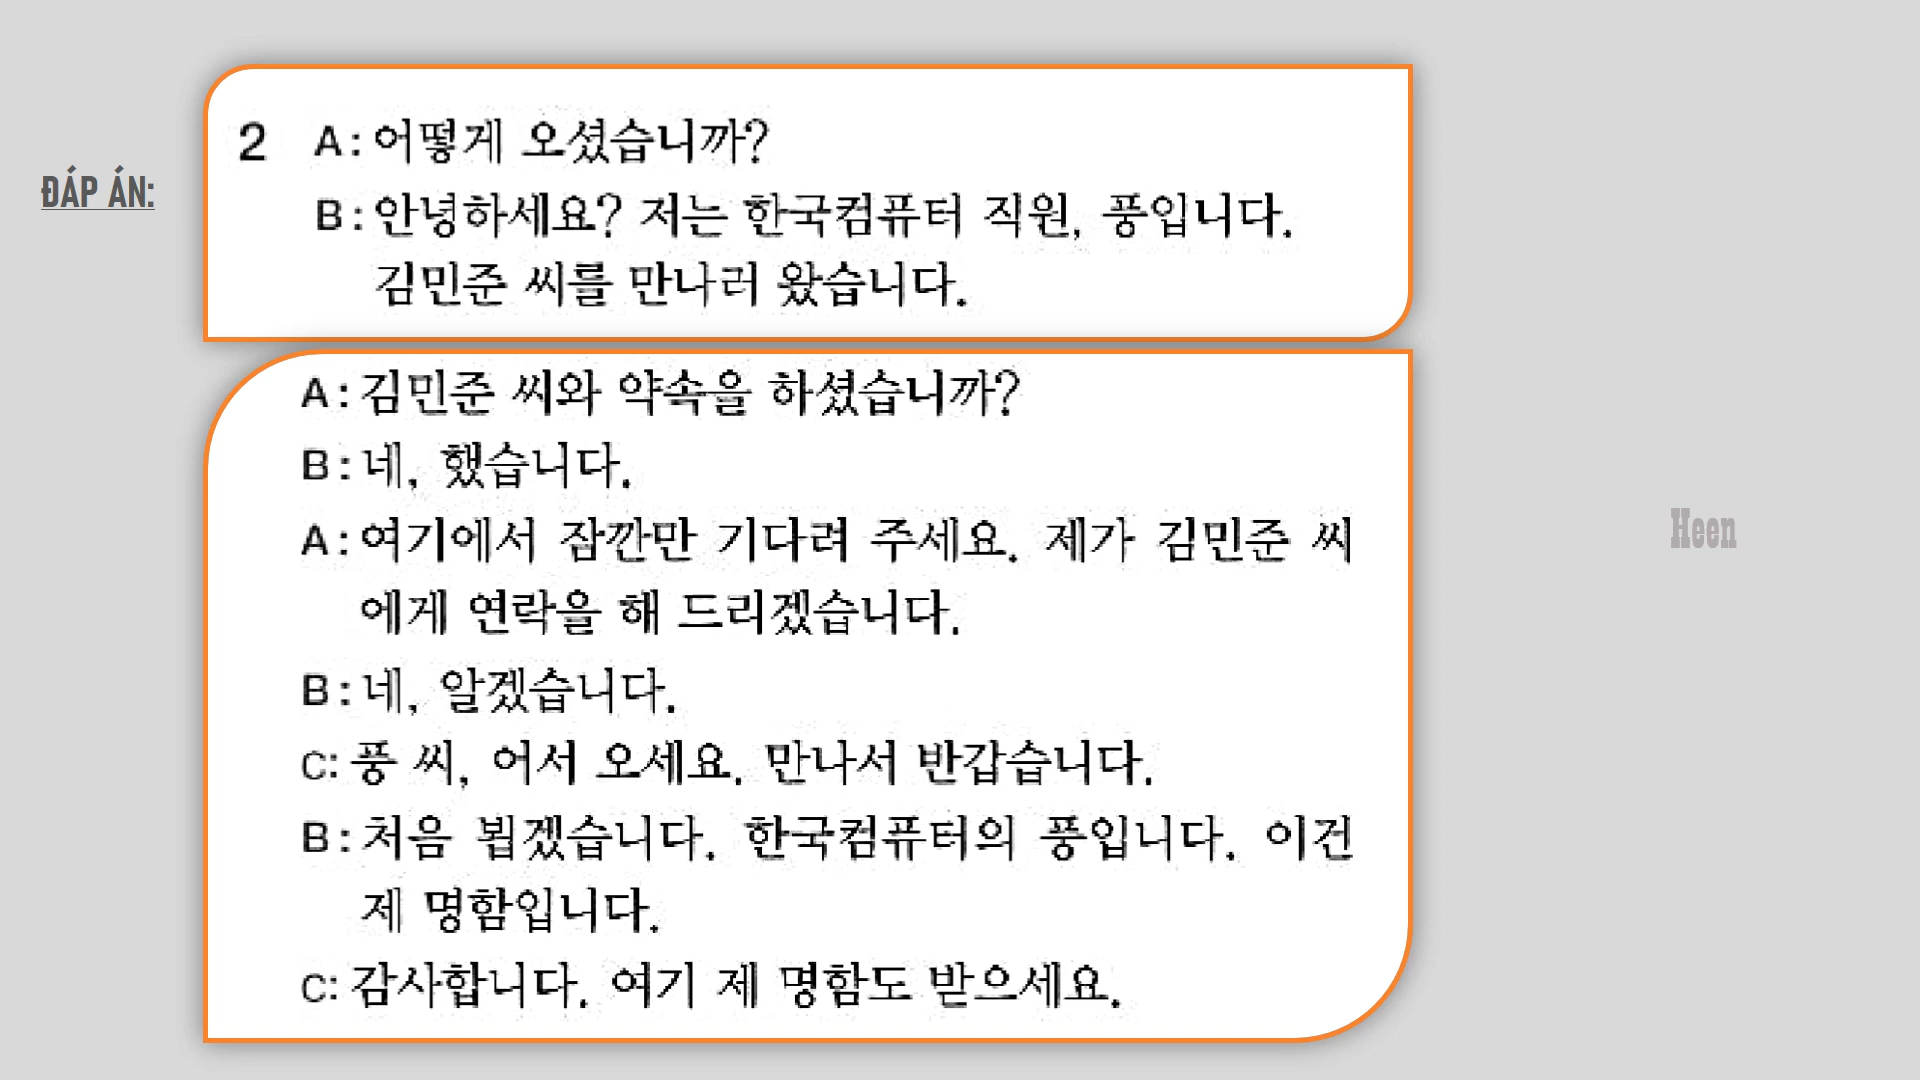 ĐÁP ÁN:
2 A: 어떻게 오셨습니까?
B: 안녕하세요? 저는 한국컴퓨터 직원, 풍입니다.
김민준 씨를 만나러 왔습니다.
A: 김민준 씨와 약속을 하셨습니까?
B: 네, 했습니다.
A: 여기에서 잠깐만 기다려 주세요. 제가 김민준 씨
에게 연락을 해 드리겠습니다.
B: 네, 알겠습니다.
C: 풍 씨, 어서 오세요. 만나서 반갑습니다.
B: 처음 뵙겠습니다. 한국컴퓨터의 풍입니다. 이건
제 명함입니다.
C: 감사합니다. 여기 제 명함도 받으세요.
Heen